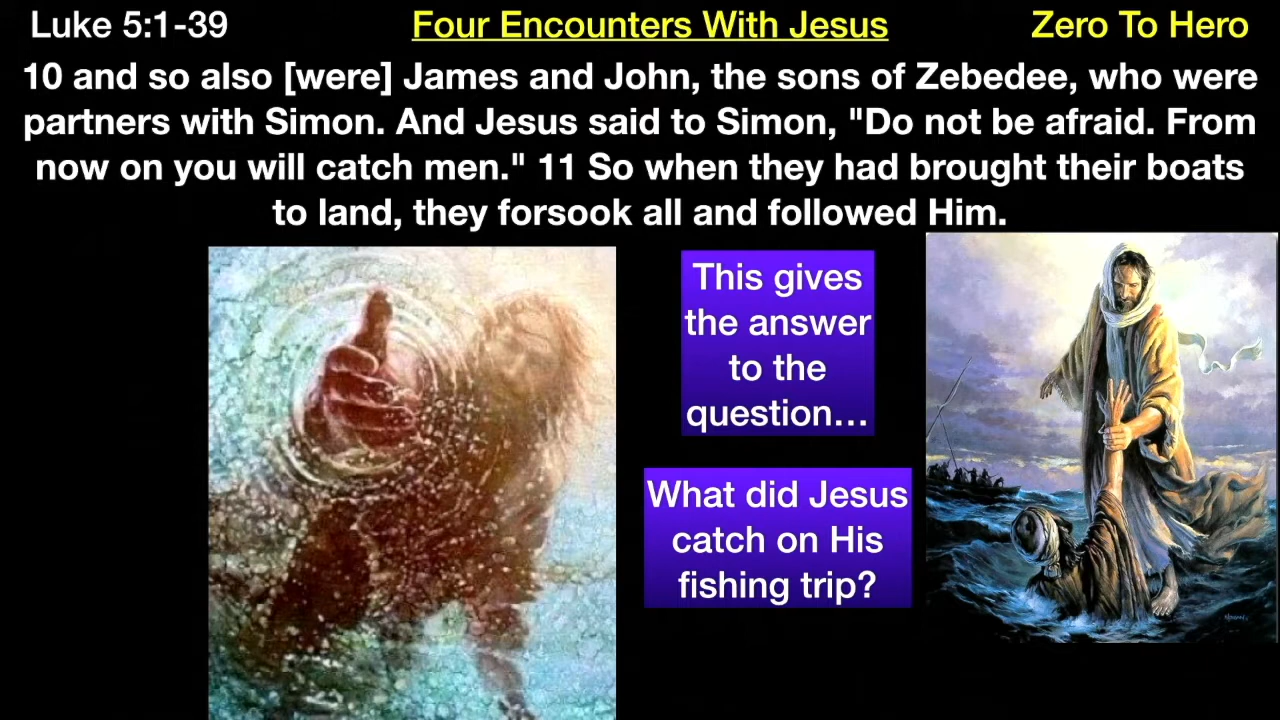 Luke 5:1-39
Four Encounters With Jesus
Zero To Hero
10 and so also [were] James and John, the sons of Zebedee, who were
partners with Simon. And Jesus said to Simon, "Do not be afraid. From
now on you will catch men." 11 So when they had brought their boats
to land, they forsook all and followed Him.
This gives
the answer
to the
question…
What did Jesus
catch on His
fishing trip?